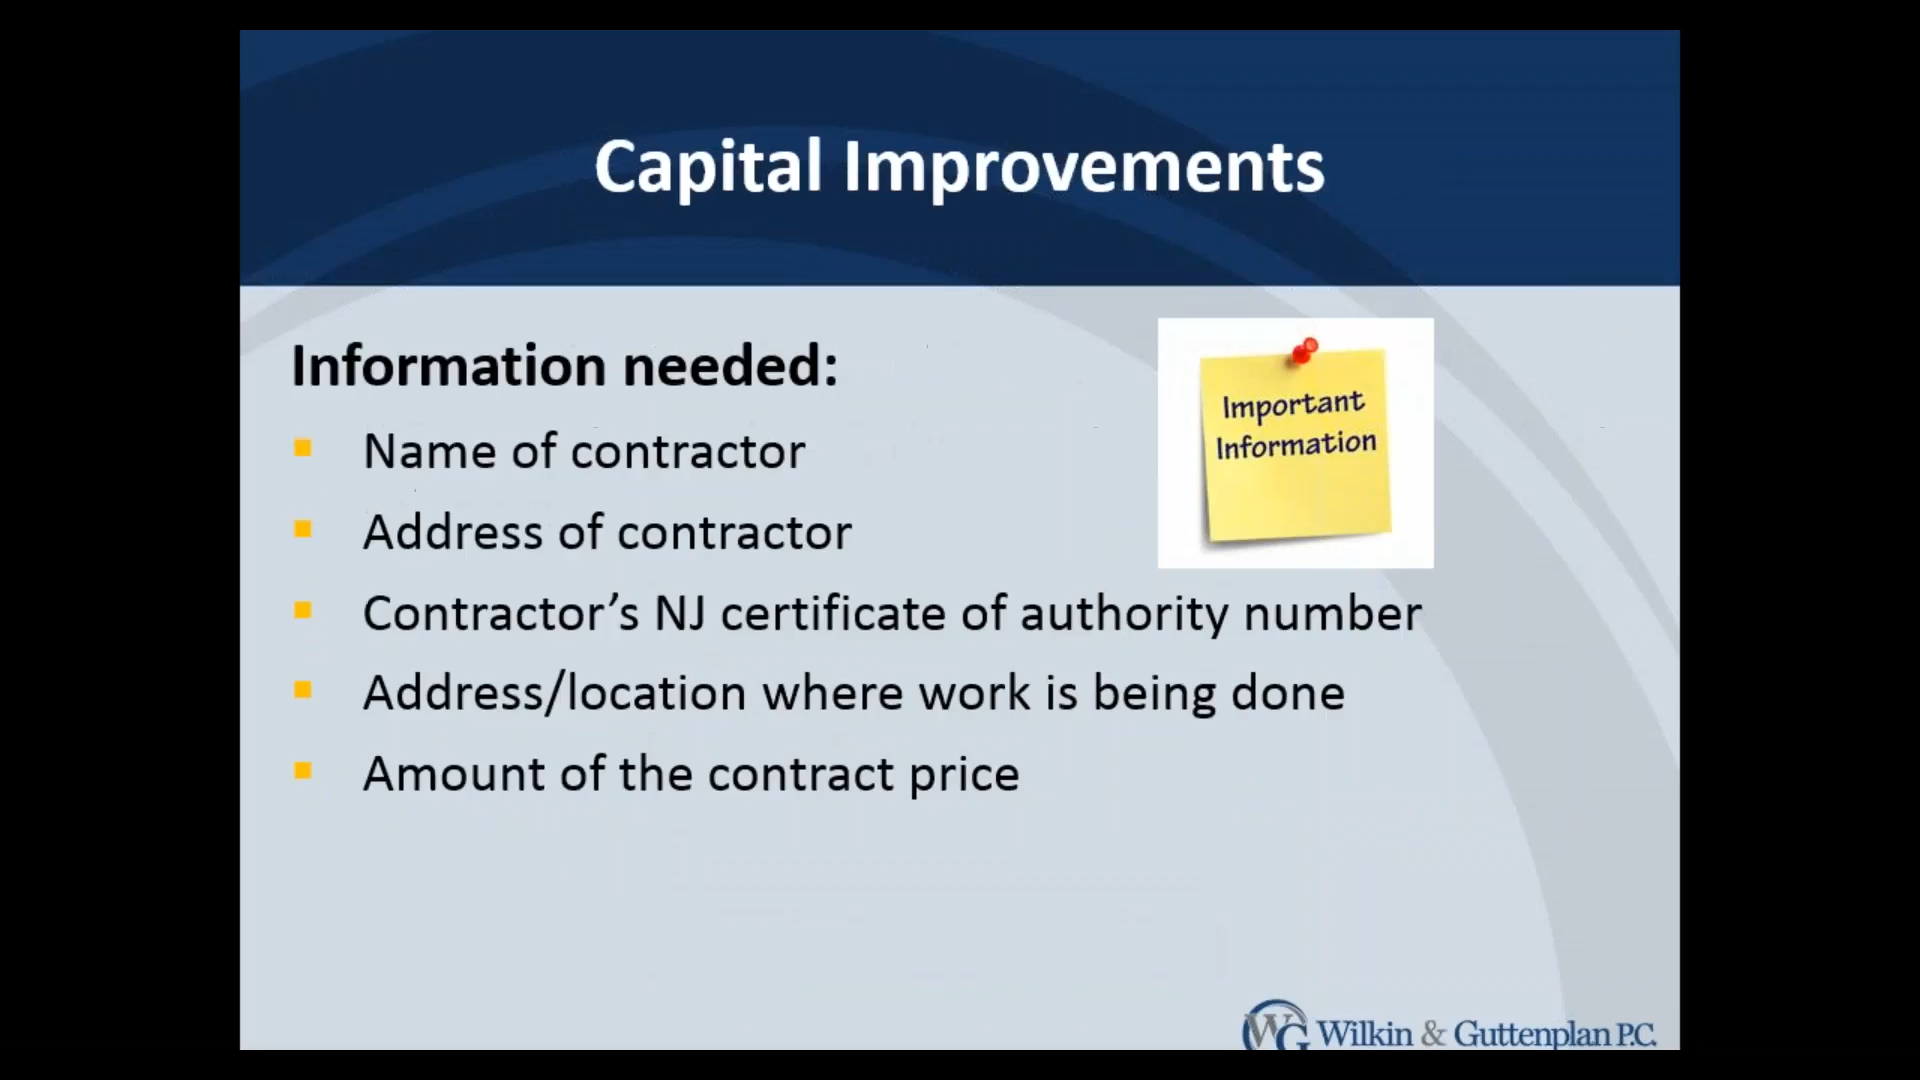 Capital Improvements
Information needed:
Name of contractor
Address of contractor
Contractor’s NJ certificate of authority number
Address/location where work is being done
Amount of the contract price
Important
Information
WG Wilkin & Guttenplan P.C.